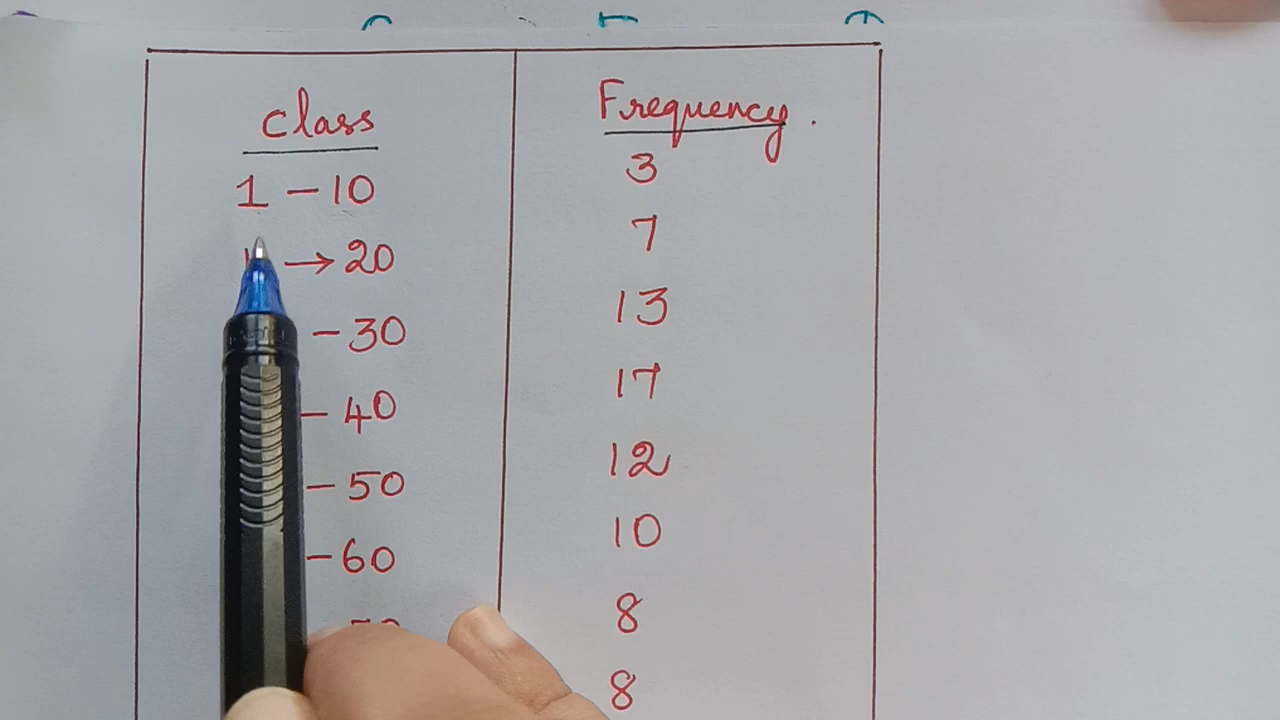 Class Frequency.
1 - 10 3
→ 20 7
- 30 13
- 40 17
- 50 12
- 60 10
8
8